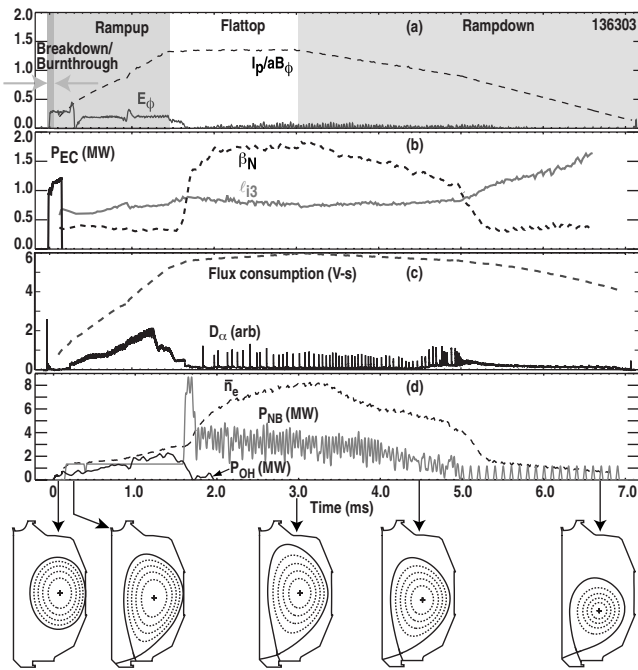 2.0
1.5
1.0
0.5
0.0
Rampup
Flattop
(a)
Rampdown
136303
Breakdown/
Burnthrough
I_p/aB_ϕ
E_ϕ
2.0
1.5
1.0
0.5
0.0
P_EC (MW)
(b)
β_N
ℓ_i3
6
4
2
0
Flux consumption (V-s)
(c)
D_α (arb)
8
6
4
2
0
n̄_e
(d)
P_NB (MW)
P_OH (MW)
0
1.0
2.0
3.0
4.0
5.0
6.0
7.0
Time (ms)